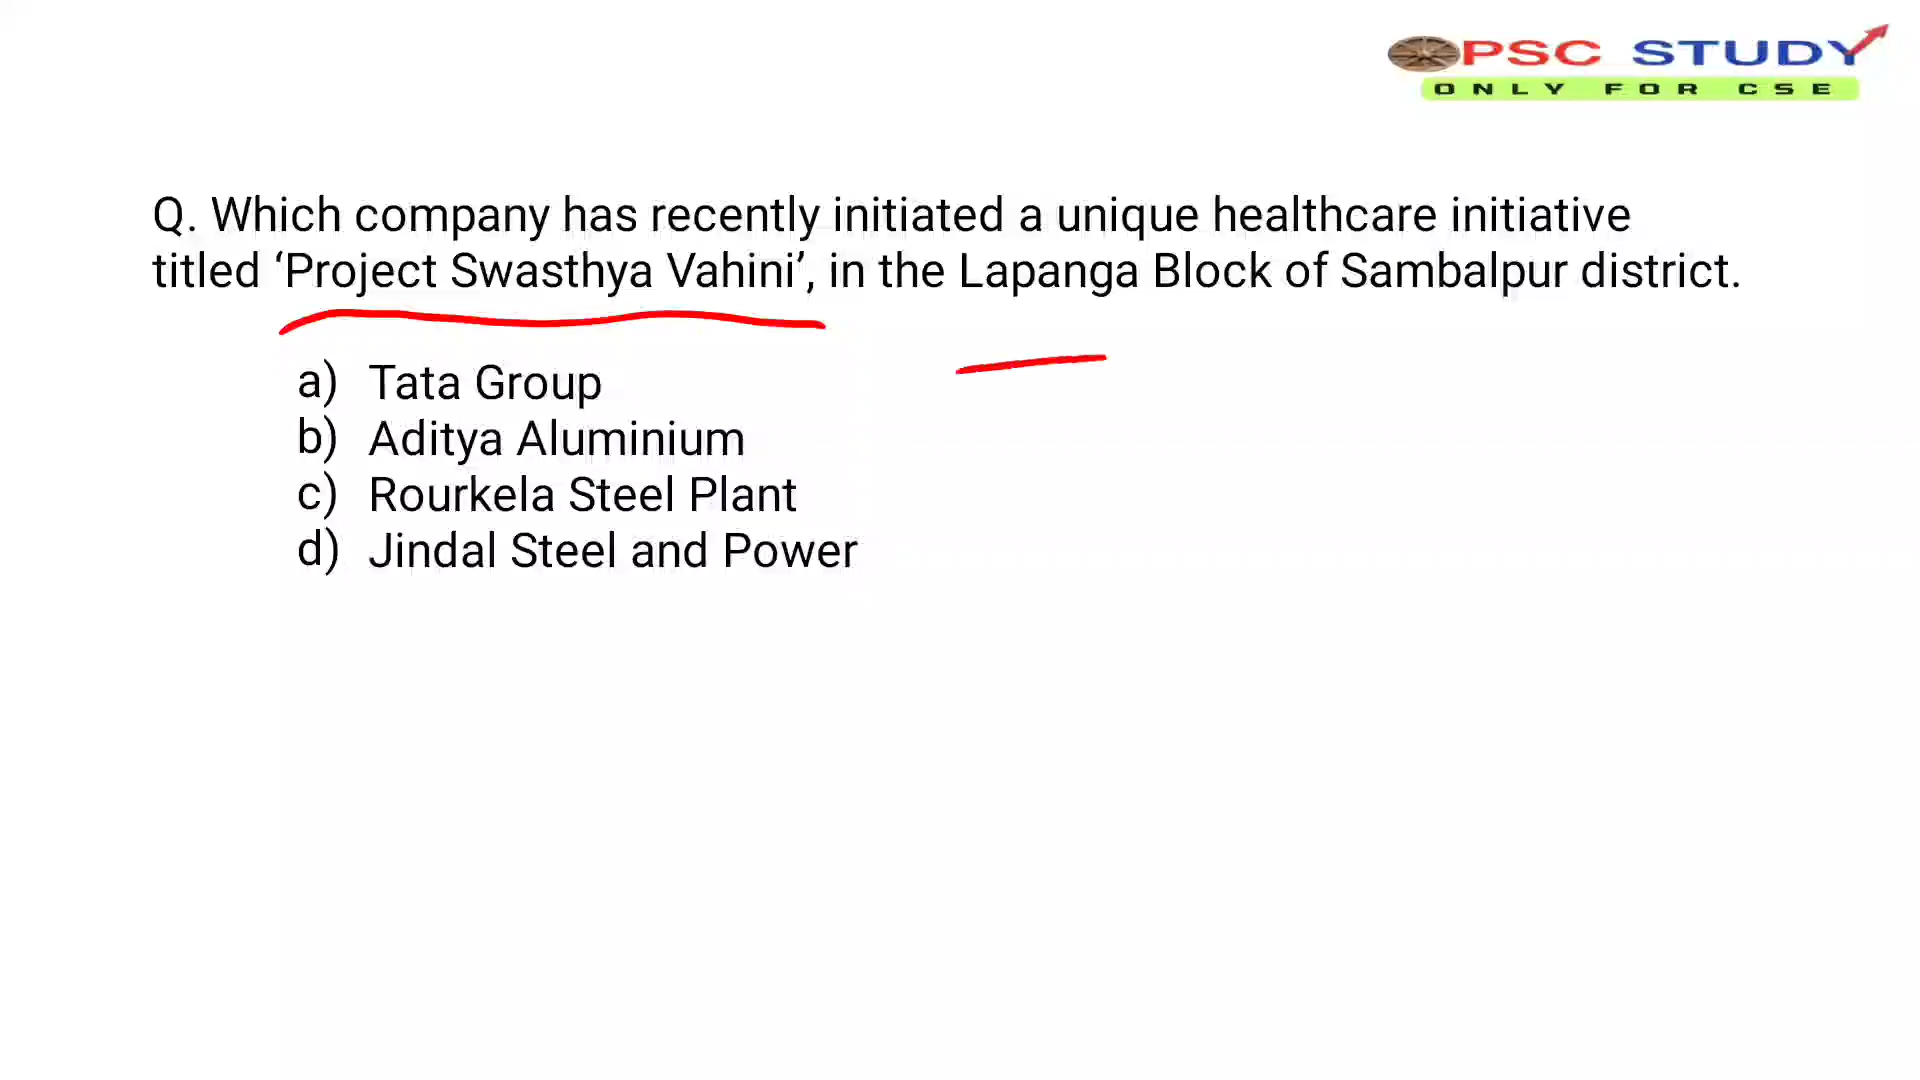 PSC STUDY
ONLY FOR CSE
Q. Which company has recently initiated a unique healthcare initiative
titled ‘Project Swasthya Vahini’, in the Lapanga Block of Sambalpur district.
a) Tata Group
b) Aditya Aluminium
c) Rourkela Steel Plant
d) Jindal Steel and Power